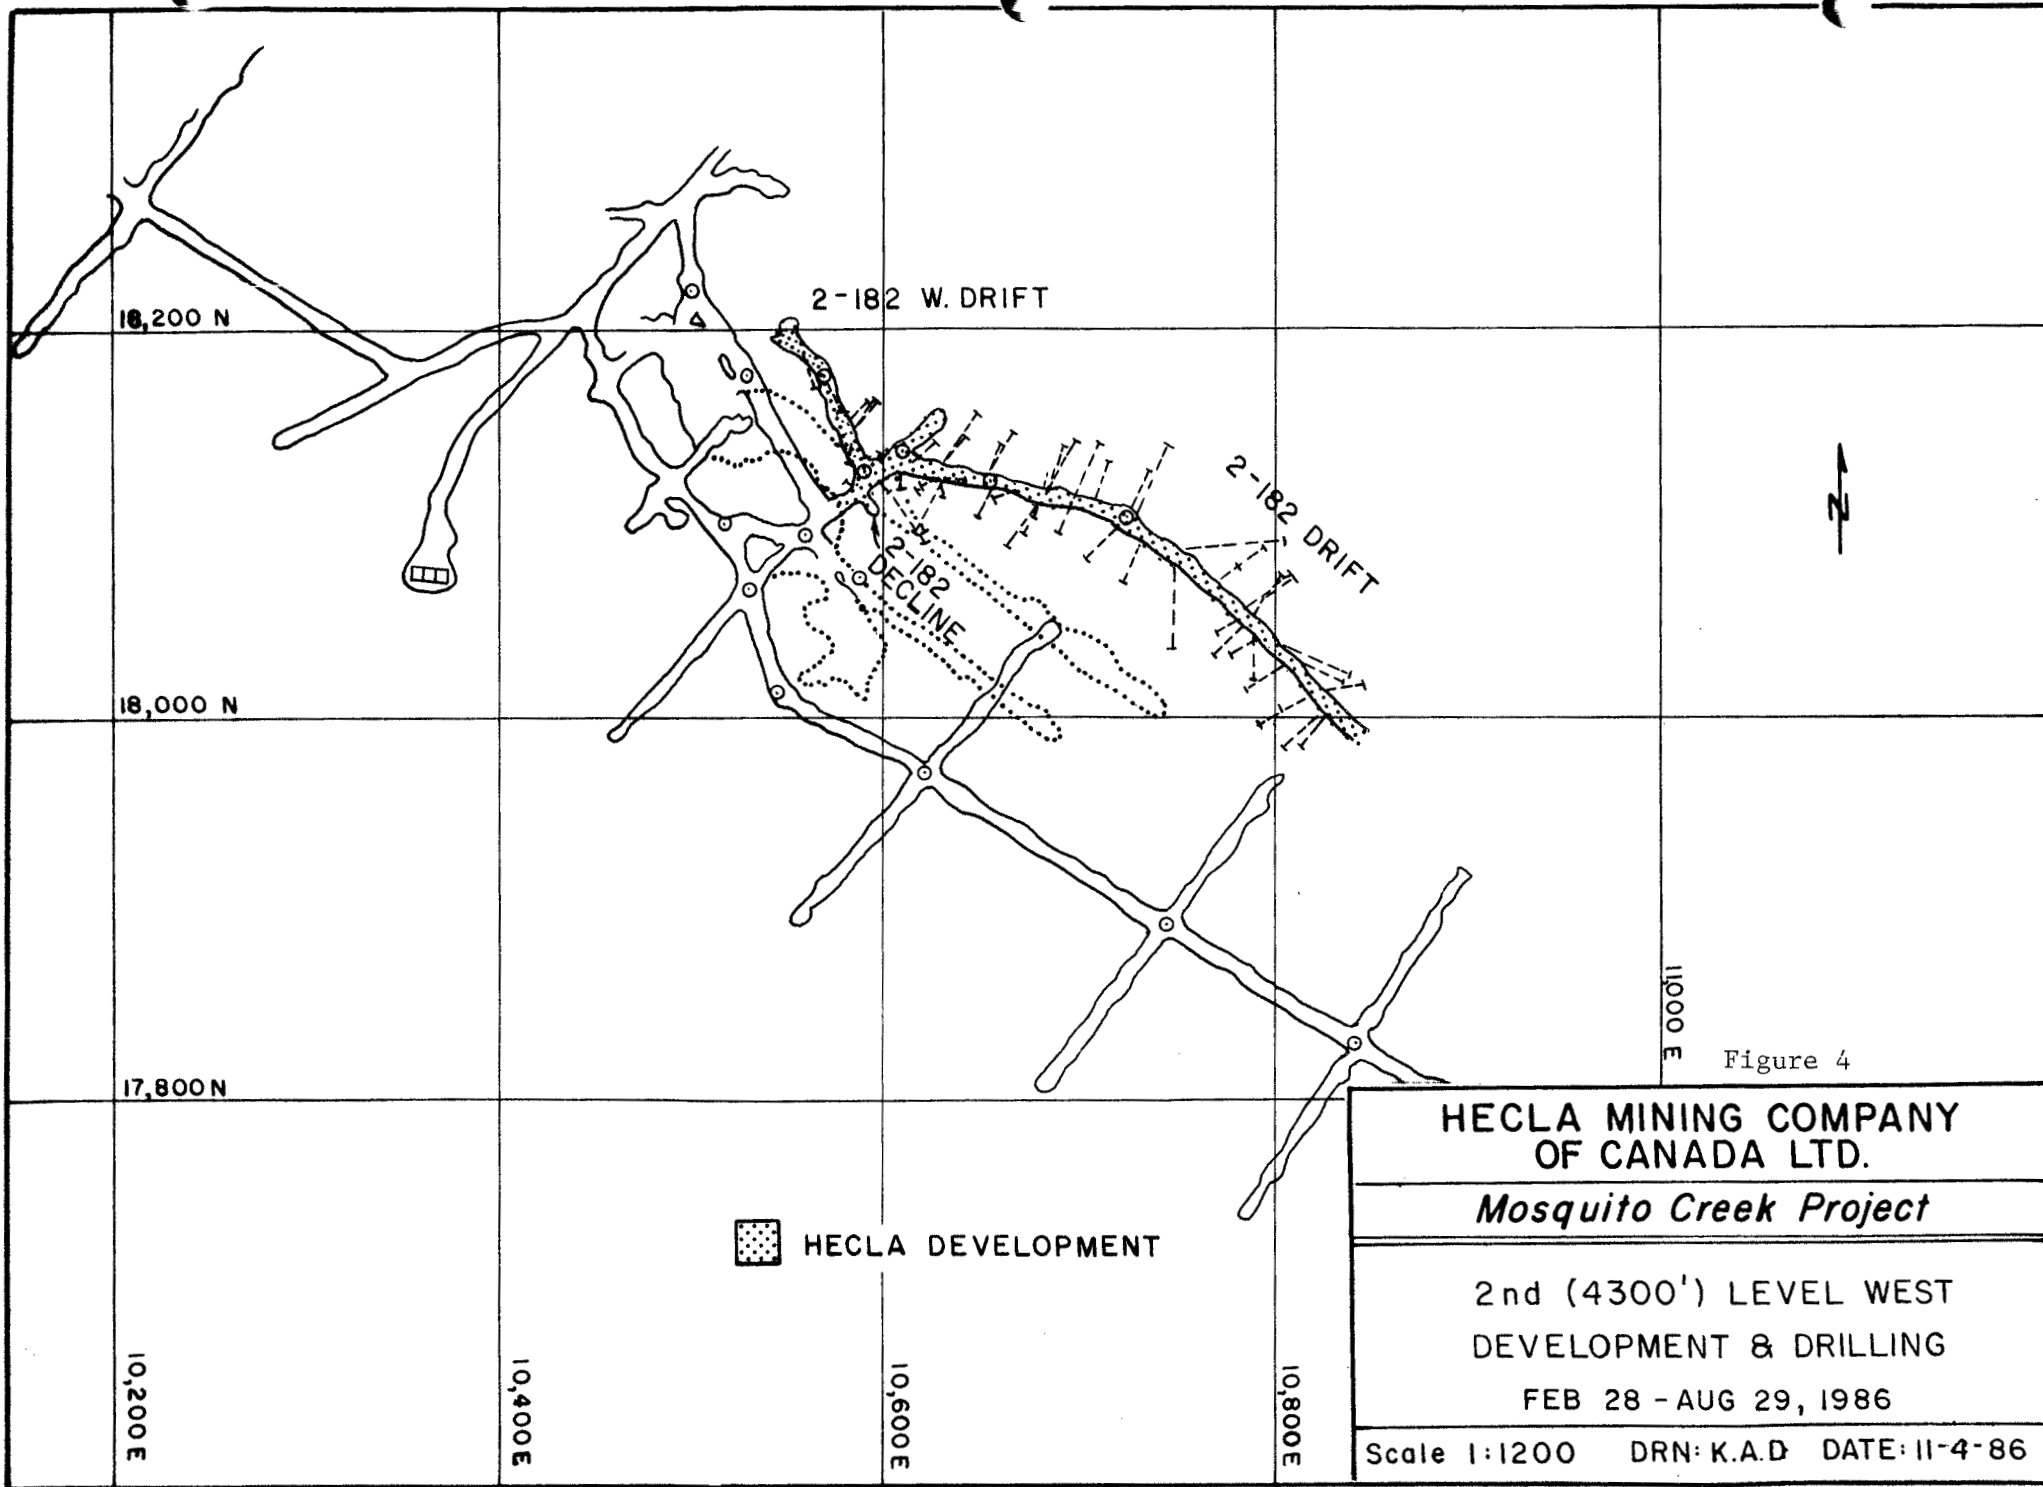 2-182 W. DRIFT
18,200 N
2-182 DRIFT
N
2-182
DECLINE
18,000 N
11,000 E
Figure 4
17,800 N
HECLA MINING COMPANY
OF CANADA LTD.
Mosquito Creek Project
HECLA DEVELOPMENT
2nd (4300') LEVEL WEST
DEVELOPMENT & DRILLING
FEB 28 - AUG 29, 1986
10,200 E
10,400 E
10,600 E
10,800 E
Scale 1:1200 DRN: K.A.D DATE: 11-4-86